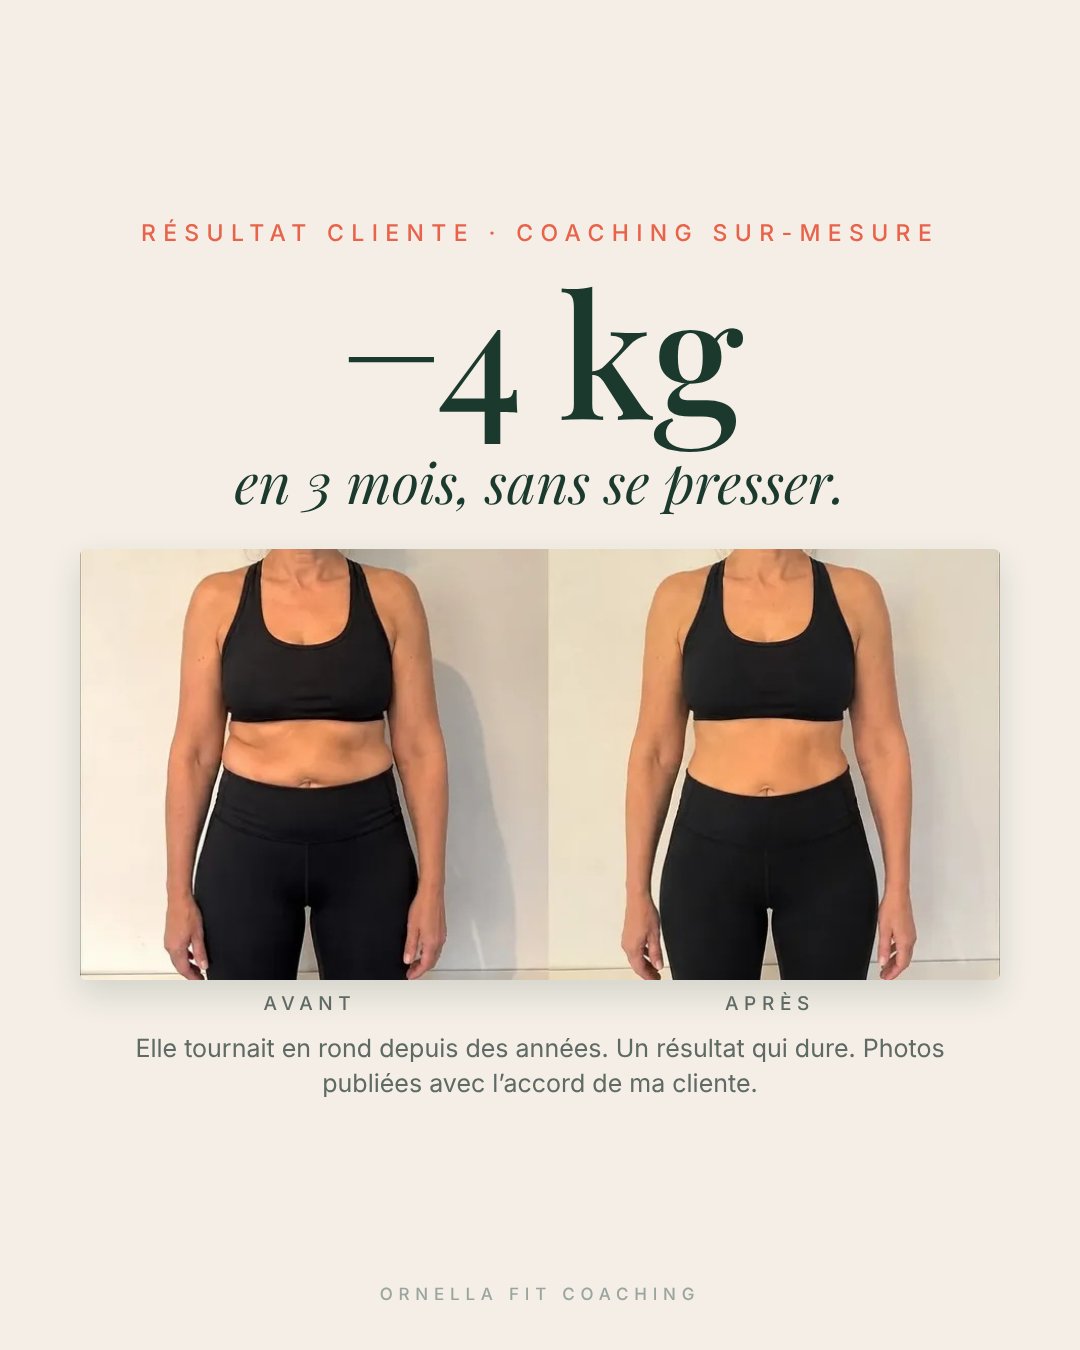 RÉSULTAT CLIENTE · COACHING SUR-MESURE
–4 kg
en 3 mois, sans se presser.
AVANT
APRÈS
Elle tournait en rond depuis des années. Un résultat qui dure. Photos
publiées avec l’accord de ma cliente.
ORNELLA FIT COACHING